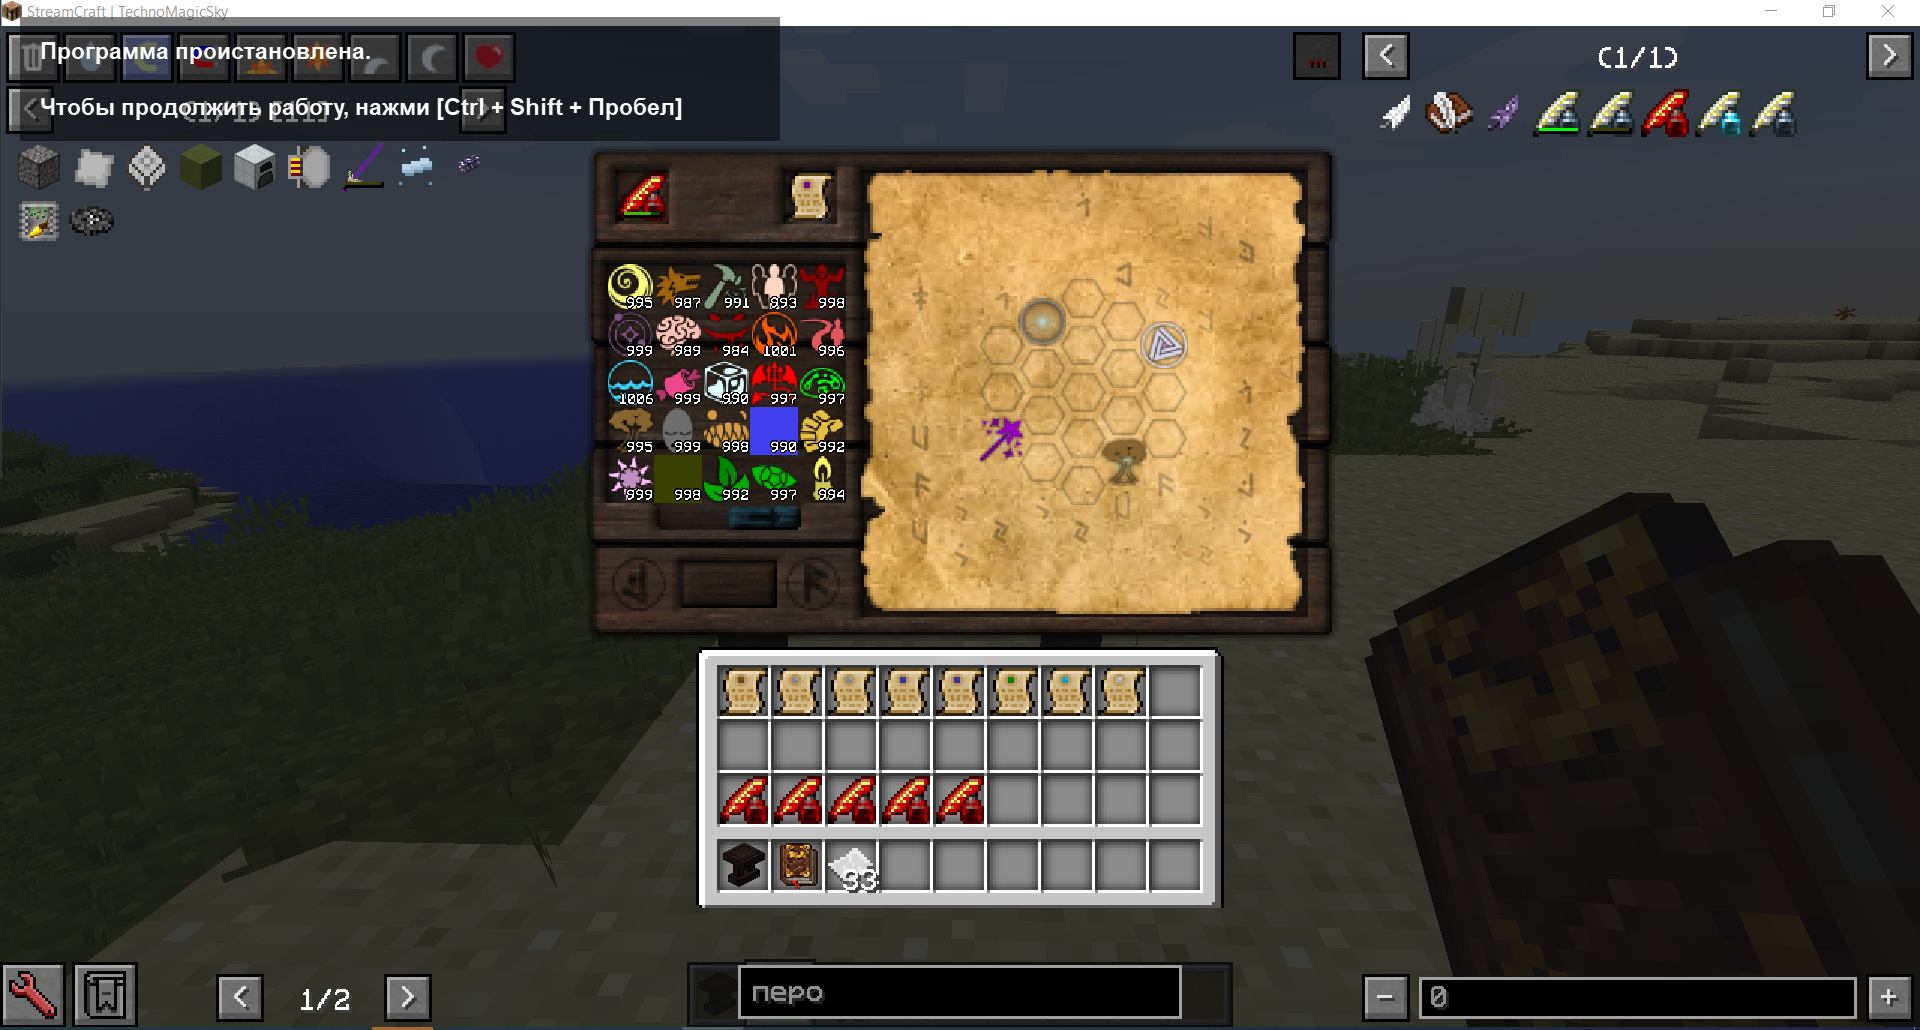 StreamCraft | TechnoMagicSky
Программа проистановлена.
Чтобы продолжить работу, нажми [Ctrl + Shift + Пробел]
(1/1)
995 987 991 893 998
999 989 984 1001 996
1006 999 990 997 997
995 999 998 990 992
999 998 992 997 994
33
1/2
перо
0